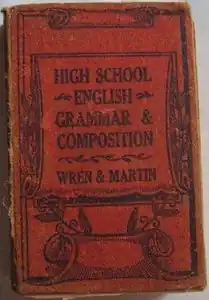 HIGH SCHOOL
ENGLISH
GRAMMAR &
COMPOSITION
WREN & MARTIN